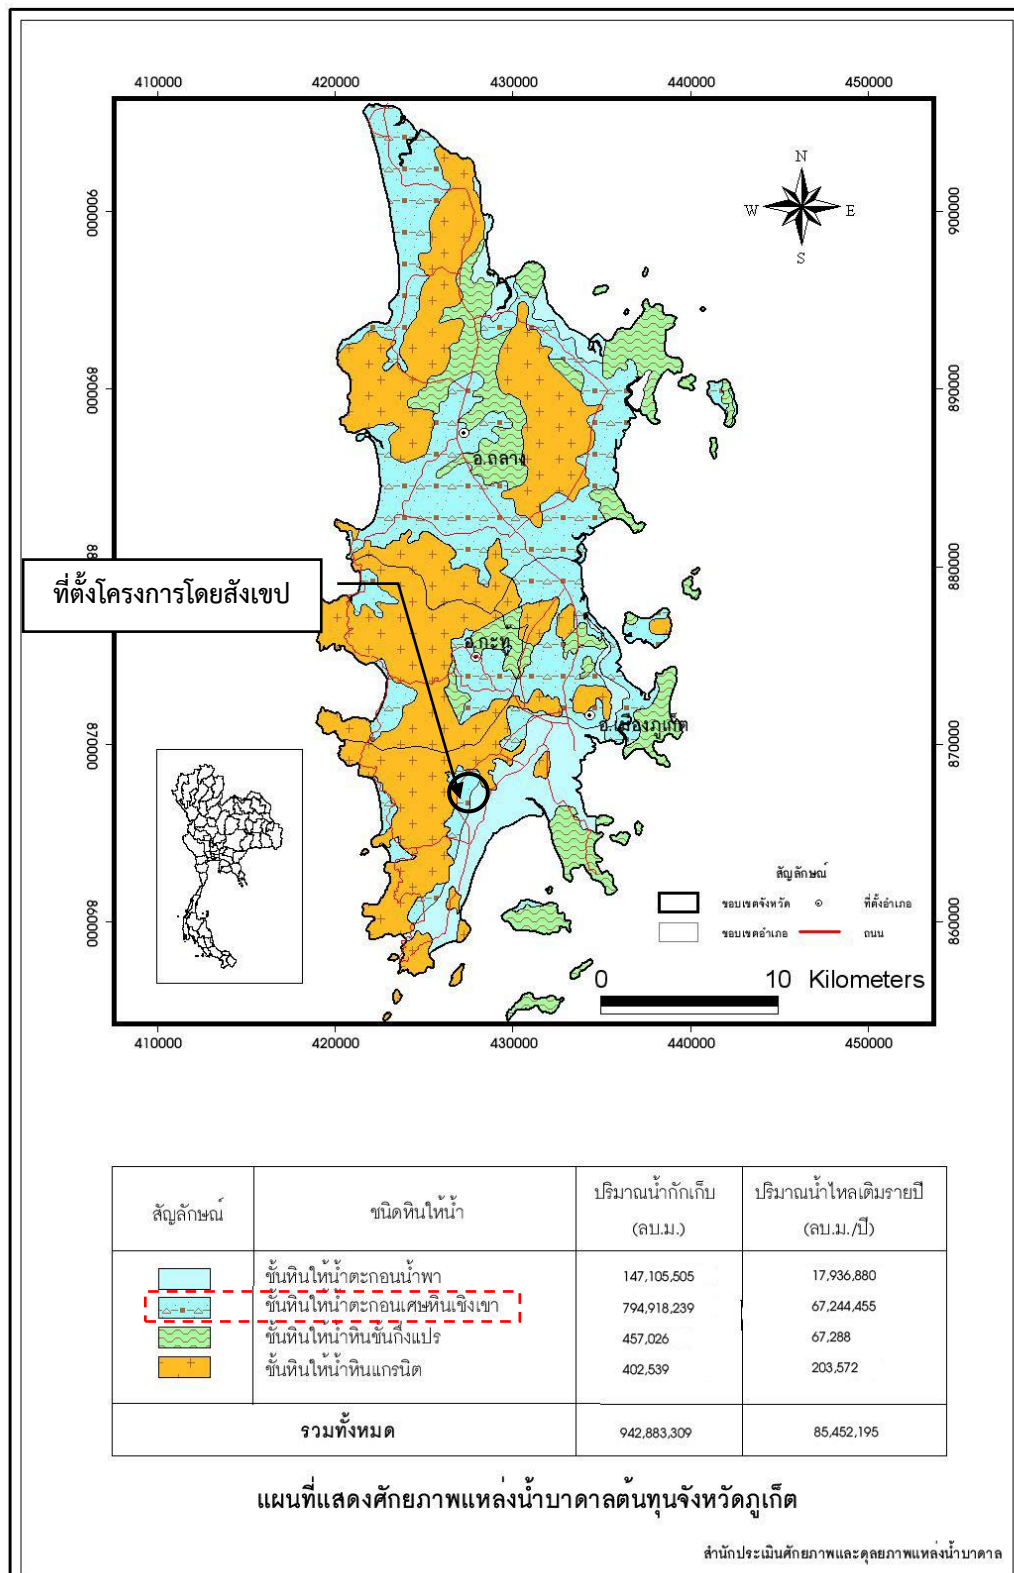 410000 420000 430000 440000 450000
N
W E
S
900000 900000
890000 890000
อ.ถลาง
880000
ที่ตั้งโครงการโดยสังเขป
อ.กะทู้
อ.เมืองภูเก็ต
870000 870000
สัญลักษณ์
ขอบเขตจังหวัด ที่ตั้งอำเภอ
ขอบเขตอำเภอ ถนน
860000 860000
0 10 Kilometers
410000 420000 430000 440000 450000
สัญลักษณ์ ชนิดหินให้น้ำ ปริมาณน้ำกักเก็บ ปริมาณน้ำไหลเติมรายปี
(ลบ.ม.) (ลบ.ม./ปี)
ชั้นหินให้น้ำตะกอนน้ำพา 147,105,505 17,936,880
ชั้นหินให้น้ำตะกอนเศษหินเชิงเขา 794,918,239 67,244,455
ชั้นหินให้น้ำหินชั้นกึ่งแปร 457,026 67,288
ชั้นหินให้น้ำหินแกรนิต 402,539 203,572
รวมทั้งหมด 942,883,309 85,452,195
แผนที่แสดงศักยภาพแหล่งน้ำบาดาลต้นทุนจังหวัดภูเก็ต
สำนักประเมินศักยภาพและดุลยภาพแหล่งน้ำบาดาล